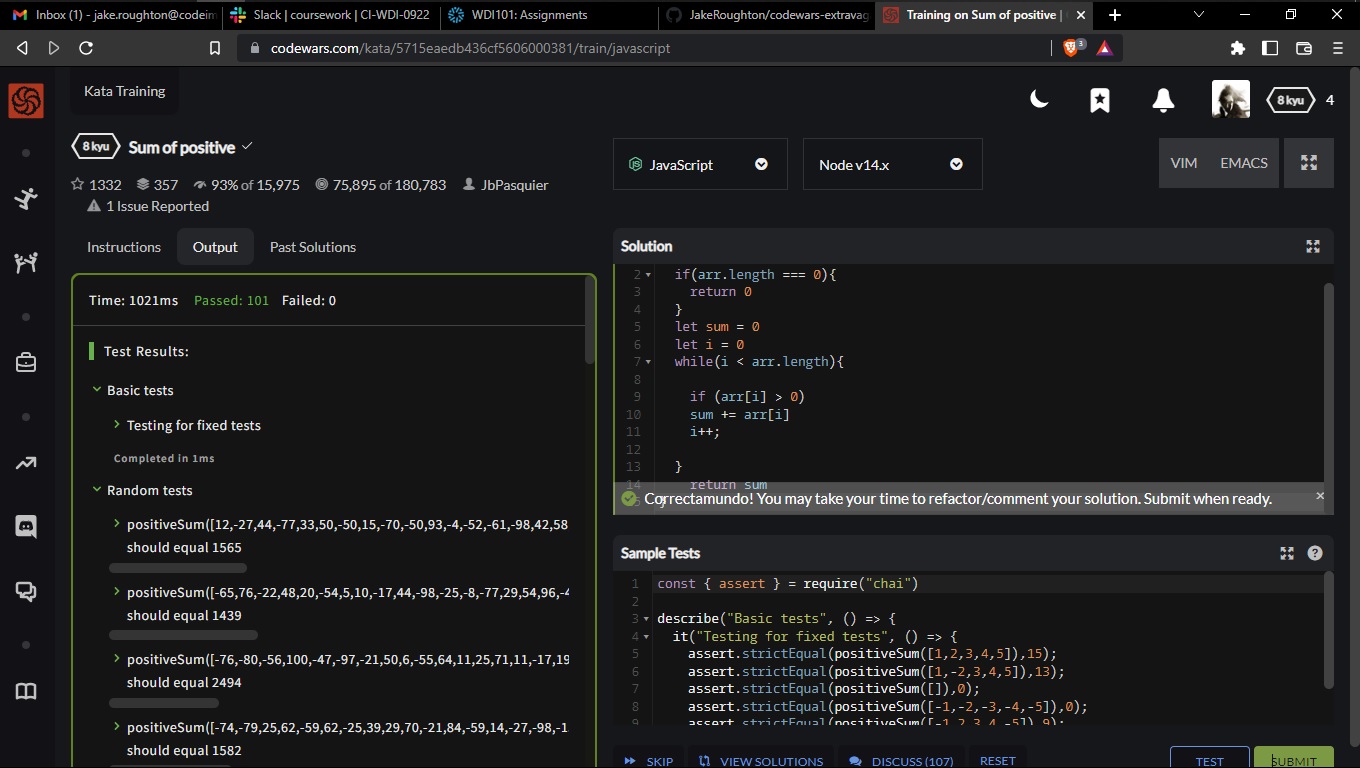 Inbox (1) - jake.roughton@codeim
Slack | coursework | CI-WDI-0922
WDI101: Assignments
JakeRoughton/codewars-extravag
Training on Sum of positive |
codewars.com/kata/5715eaedb436cf5606000381/train/javascript
3
Kata Training
8 kyu
4
8 kyu Sum of positive
1332 357 93% of 15,975 75,895 of 180,783 JbPasquier
1 Issue Reported
JavaScript
Node v14.x
VIM EMACS
Instructions Output Past Solutions
Time: 1021ms Passed: 101 Failed: 0
Test Results:
Basic tests
Testing for fixed tests
Completed in 1ms
Random tests
positiveSum([12,-27,44,-77,33,50,-50,15,-70,-50,93,-4,-52,-61,-98,42,58
should equal 1565
positiveSum([-65,76,-22,48,20,-54,5,10,-17,44,-98,-25,-8,-77,29,54,96,-4
should equal 1439
positiveSum([-76,-80,-56,100,-47,-97,-21,50,6,-55,64,11,25,71,11,-17,19
should equal 2494
positiveSum([-74,-79,25,62,-59,62,-25,39,29,70,-21,84,-59,14,-27,-98,-1
should equal 1582
Solution
2 if(arr.length === 0){
3 return 0
4 }
5 let sum = 0
6 let i = 0
7 while(i < arr.length){
8
9 if (arr[i] > 0)
10 sum += arr[i]
11 i++;
12
13 }
14 return sum
Correctamundo! You may take your time to refactor/comment your solution. Submit when ready.
Sample Tests
1 const { assert } = require("chai")
2
3 describe("Basic tests", () => {
4 it("Testing for fixed tests", () => {
5 assert.strictEqual(positiveSum([1,2,3,4,5]),15);
6 assert.strictEqual(positiveSum([1,-2,3,4,5]),13);
7 assert.strictEqual(positiveSum([]),0);
8 assert.strictEqual(positiveSum([-1,-2,-3,-4,-5]),0);
9 assert.strictEqual(positiveSum([-1,2,3,4,-5]),9);
SKIP VIEW SOLUTIONS DISCUSS (107) RESET
TEST SUBMIT